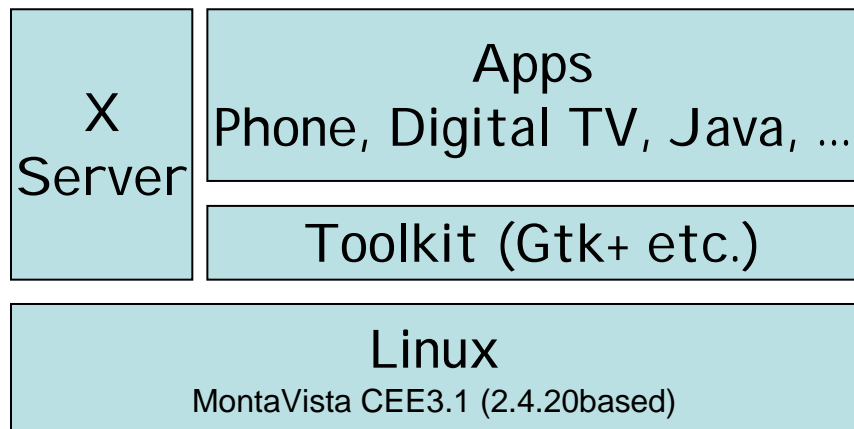 X
Server
Apps
Phone, Digital TV, Java, ...
Toolkit (Gtk+ etc.)
Linux
MontaVista CEE3.1 (2.4.20based)